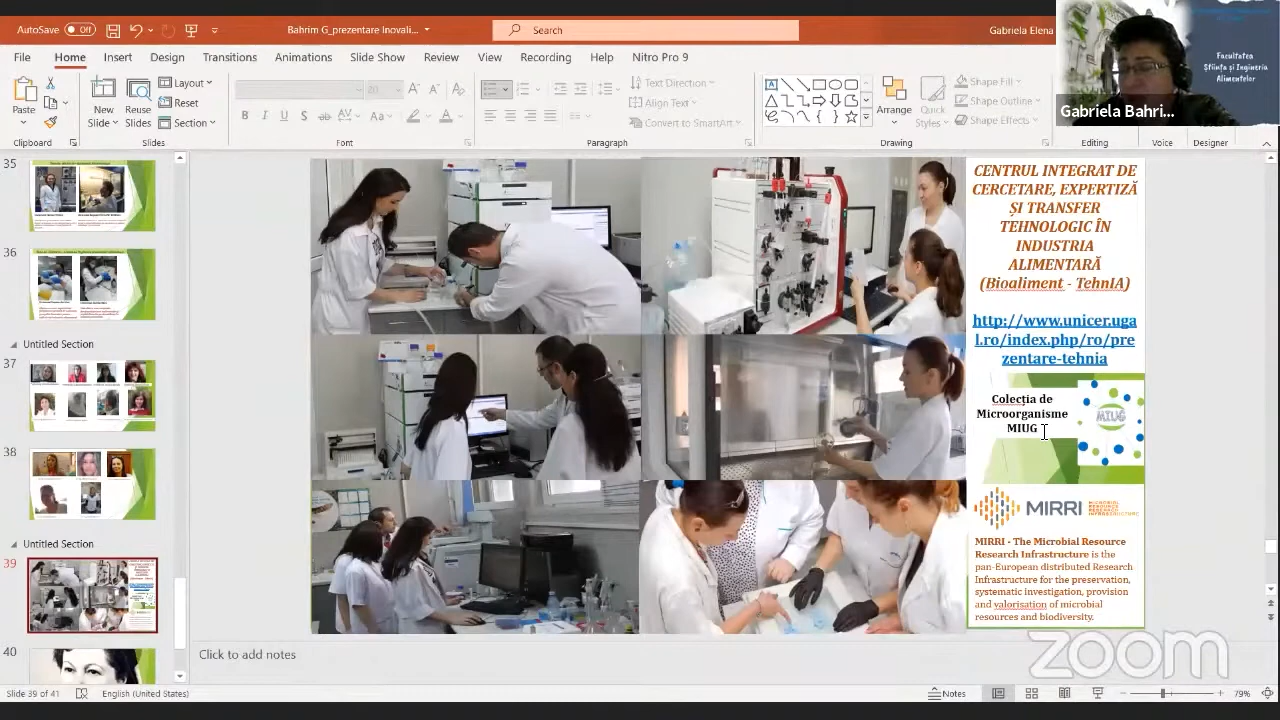 AutoSave
Off
Bahrim G_prezentare Inovali...
Search
Gabriela Elena
File
Home
Insert
Design
Transitions
Animations
Slide Show
Review
View
Recording
Help
Nitro Pro 9
Paste
New
Slide
Reuse
Slides
Layout
Reset
Section
Text Direction
Align Text
Convert to SmartArt
Arrange
Quick
Styles
Shape Fill
Shape Outline
Shape Effects
Clipboard
Slides
Font
Paragraph
Drawing
Editing
Voice
Designer
Facultatea
Știința și Ingineria
Alimentelor
Gabriela Bahri...
35
36
Untitled Section
37
38
Untitled Section
39
40
CENTRUL INTEGRAT DE
CERCETARE, EXPERTIZĂ
ȘI TRANSFER
TEHNOLOGIC ÎN
INDUSTRIA
ALIMENTARĂ
(Bioaliment - TehnIA)
http://www.unicer.uga
l.ro/index.php/ro/pre
zentare-tehnia
Colecția de
Microorganisme
MIUG
MIUG
MIRRI
MICROBIAL
RESOURCE
RESEARCH
INFRASTRUCTURE
MIRRI - The Microbial Resource
Research Infrastructure is the
pan-European distributed Research
Infrastructure for the preservation,
systematic investigation, provision
and valorisation of microbial
resources and biodiversity.
Click to add notes
zoom
Slide 39 of 41
English (United States)
Notes
79%